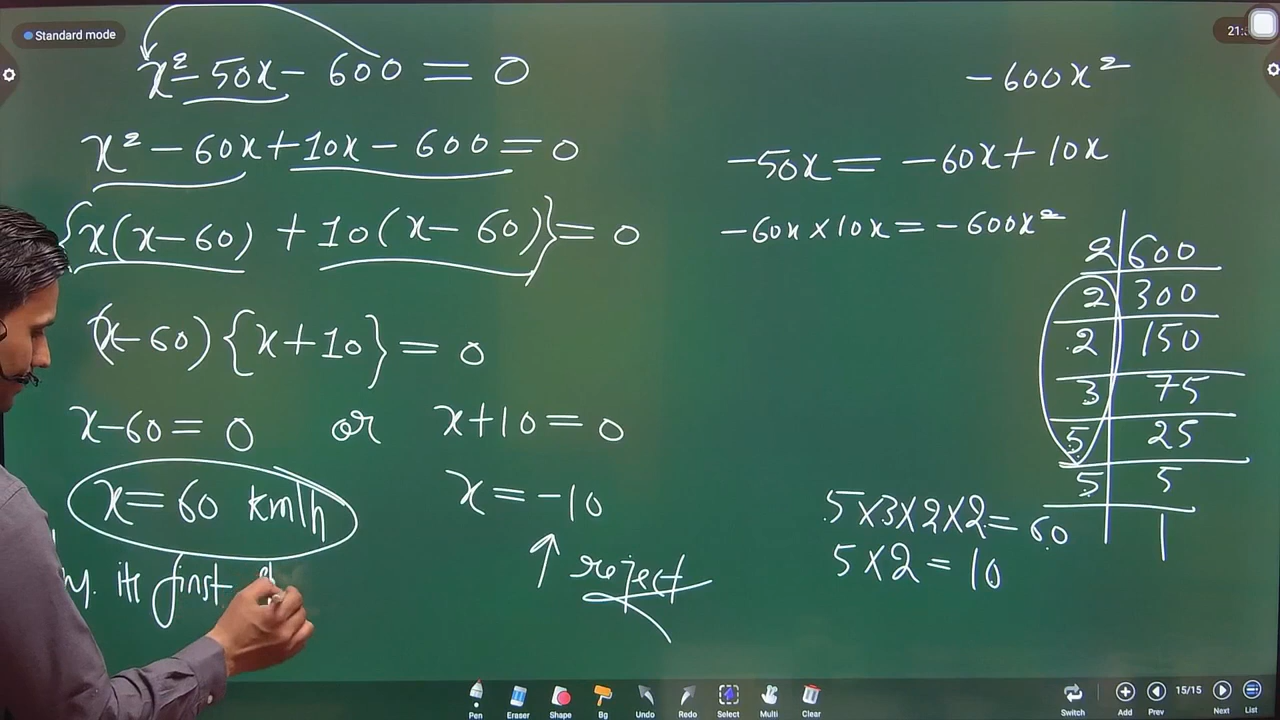 Standard mode
21:
x² - 50x - 600 = 0
x² - 60x + 10x - 600 = 0
{x(x-60) + 10(x-60)} = 0
(x-60){x+10} = 0
x-60 = 0 or x+10 = 0
x = 60 km/h
x = -10
reject
its first
-600x²
-50x = -60x + 10x
-60x × 10x = -600x²
2 | 600
2 | 300
2 | 150
3 | 75
5 | 25
5 | 5
1
5×3×2×2 = 60
5×2 = 10
Pen Eraser Shape Bg Undo Redo Select Multi Clear
Switch Add Prev 15/15 Next List